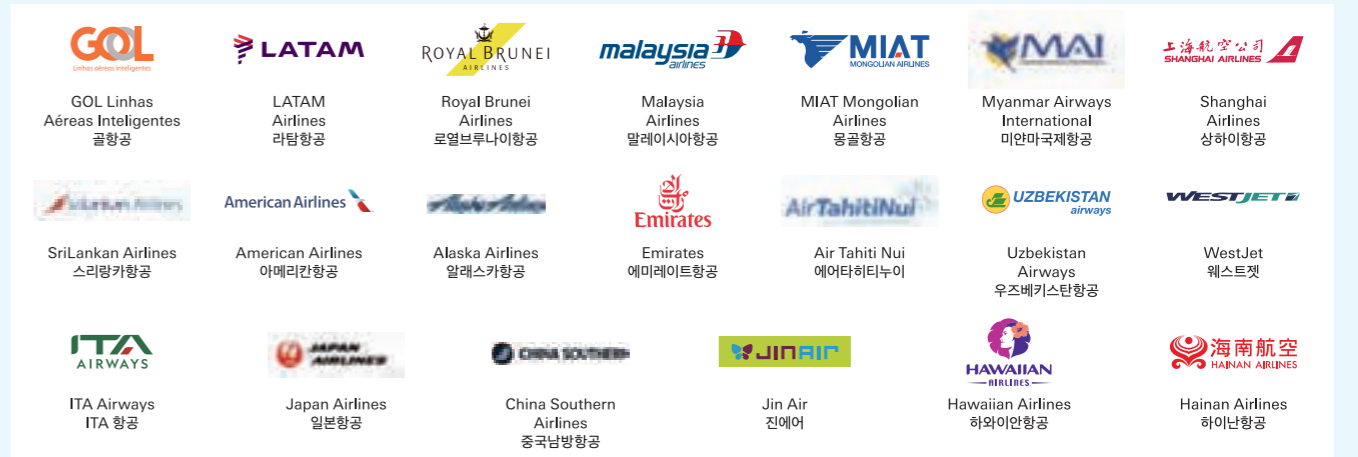 GOL
Linhas aéreas inteligentes
LATAM
ROYAL BRUNEI
AIRLINES
malaysia
airlines
MIAT
MONGOLIAN AIRLINES
MAI
上海航空公司
SHANGHAI AIRLINES
GOL Linhas
Aéreas Inteligentes
골항공
LATAM
Airlines
라탐항공
Royal Brunei
Airlines
로열브루나이항공
Malaysia
Airlines
말레이시아항공
MIAT Mongolian
Airlines
몽골항공
Myanmar Airways
International
미얀마국제항공
Shanghai
Airlines
상하이항공
SriLankan Airlines
American Airlines
Alaska Airlines
الإمارات
Emirates
AirTahitiNui
UZBEKISTAN
airways
WESTJET
SriLankan Airlines
스리랑카항공
American Airlines
아메리칸항공
Alaska Airlines
알래스카항공
Emirates
에미레이트항공
Air Tahiti Nui
에어타히티누이
Uzbekistan
Airways
우즈베키스탄항공
WestJet
웨스트젯
ITA
AIRWAYS
JAPAN
AIRLINES
CHINA SOUTHERN
JINAIR
HAWAIIAN
AIRLINES
海南航空
HAINAN AIRLINES
ITA Airways
ITA 항공
Japan Airlines
일본항공
China Southern
Airlines
중국남방항공
Jin Air
진에어
Hawaiian Airlines
하와이안항공
Hainan Airlines
하이난항공